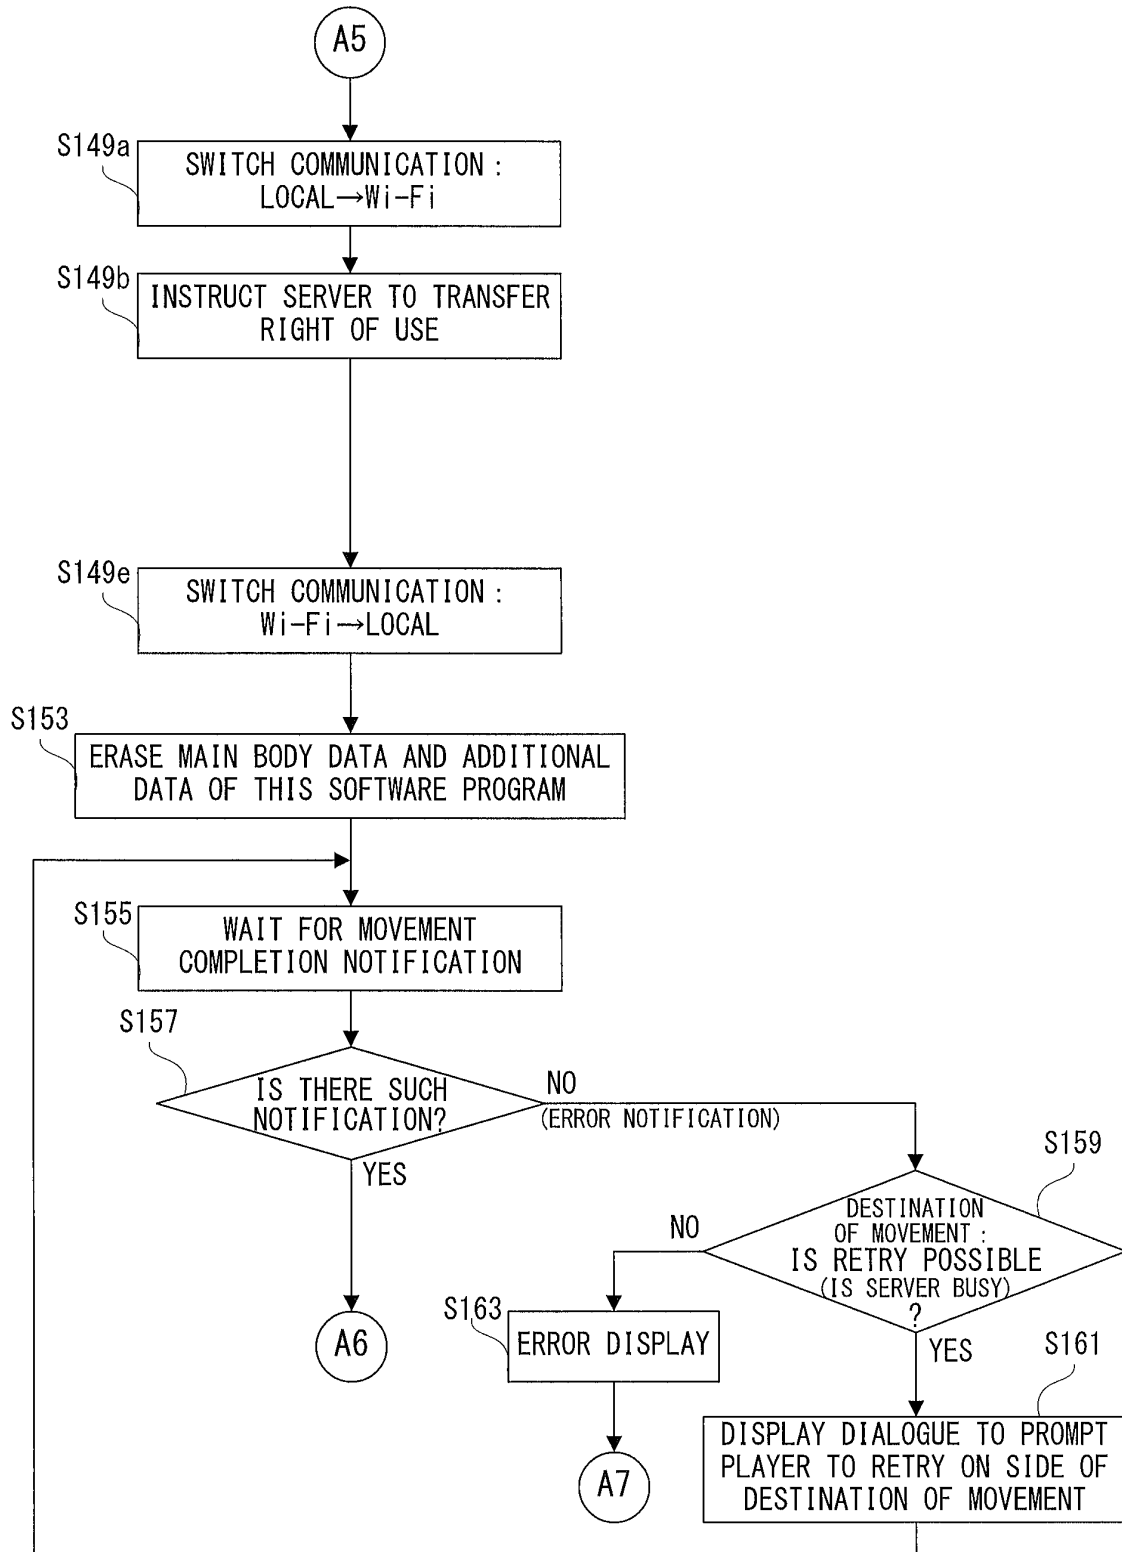 A5
S149a
SWITCH COMMUNICATION :
LOCAL→Wi-Fi
S149b
INSTRUCT SERVER TO TRANSFER
RIGHT OF USE
S149e
SWITCH COMMUNICATION :
Wi-Fi→LOCAL
S153
ERASE MAIN BODY DATA AND ADDITIONAL
DATA OF THIS SOFTWARE PROGRAM
S155
WAIT FOR MOVEMENT
COMPLETION NOTIFICATION
S157
IS THERE SUCH
NOTIFICATION?
NO
(ERROR NOTIFICATION)
YES
S159
DESTINATION
OF MOVEMENT :
IS RETRY POSSIBLE
(IS SERVER BUSY)
?
NO
YES
S163
ERROR DISPLAY
A6
S161
DISPLAY DIALOGUE TO PROMPT
PLAYER TO RETRY ON SIDE OF
DESTINATION OF MOVEMENT
A7